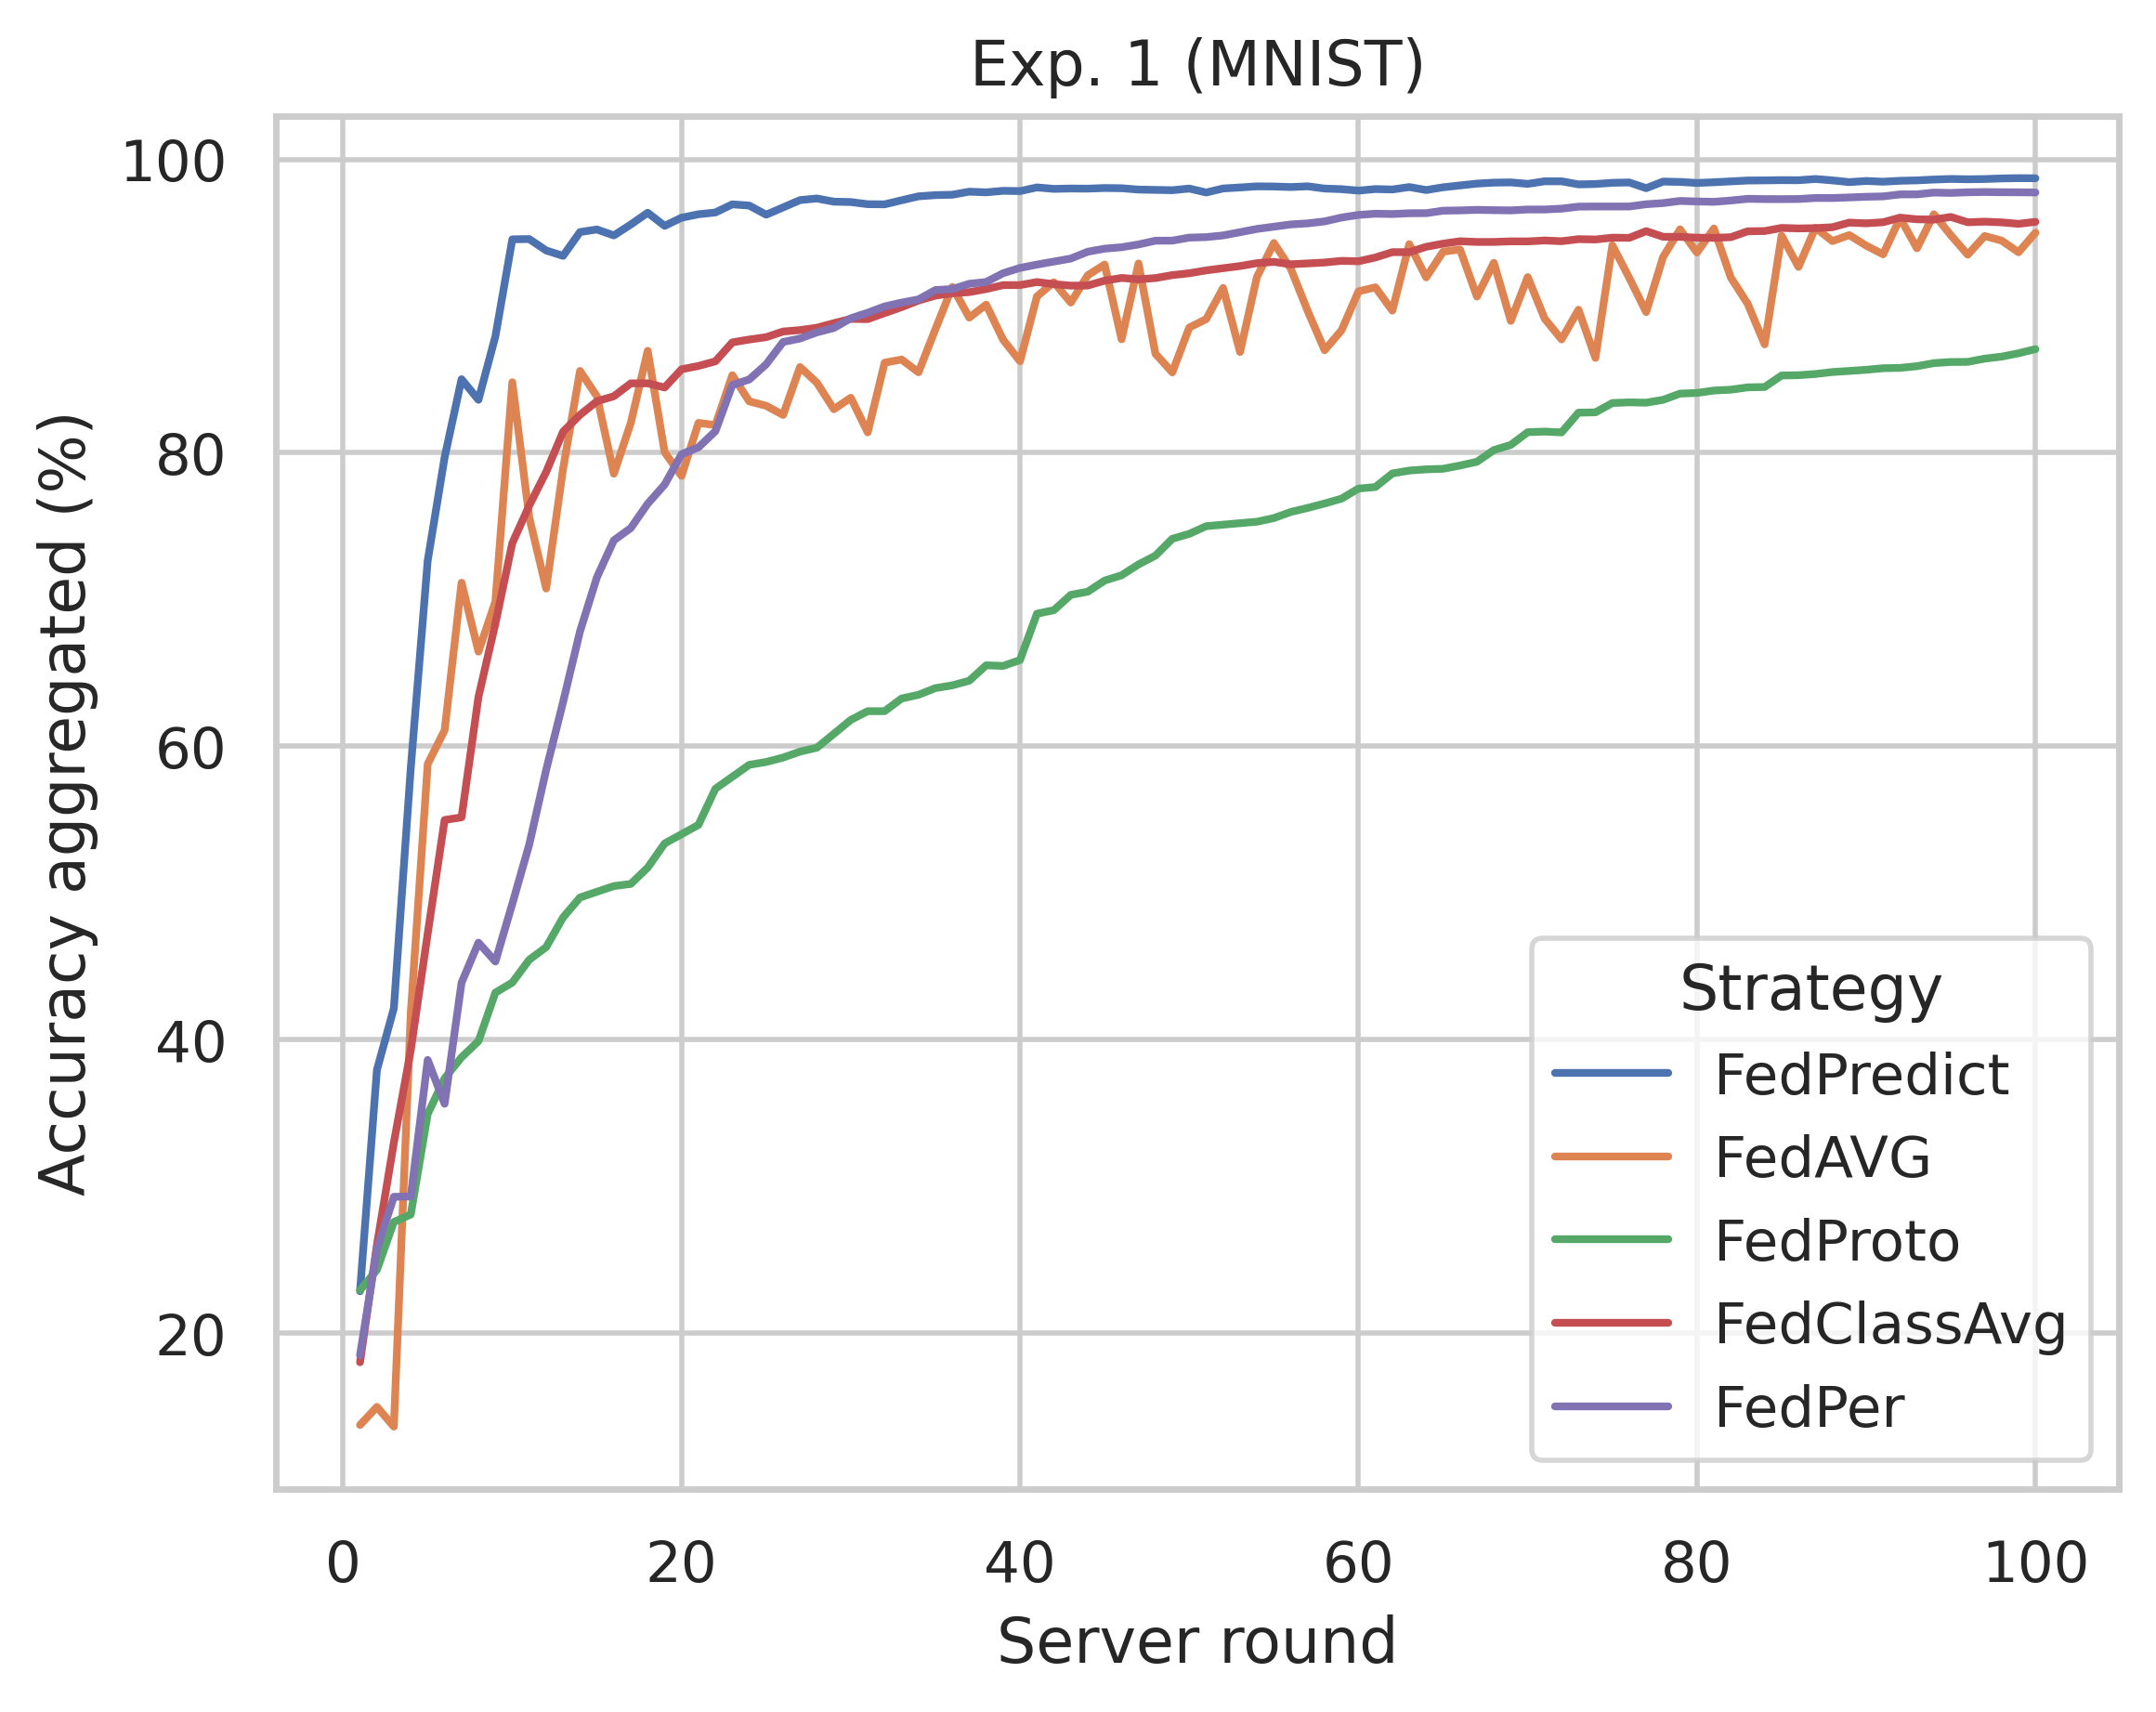 Exp. 1 (MNIST)
Accuracy aggregated (%)
100
80
60
40
20
0 20 40 60 80 100
Server round
Strategy
FedPredict
FedAVG
FedProto
FedClassAvg
FedPer